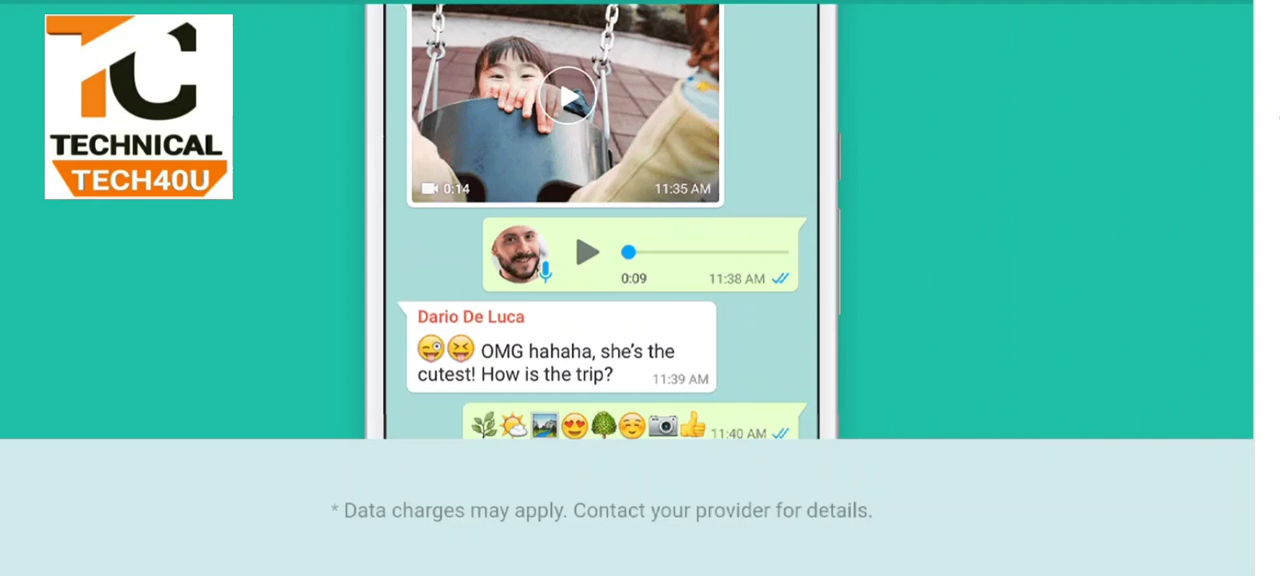 TC
TECHNICAL
TECH40U
0:14 11:35 AM
0:09 11:38 AM
Dario De Luca
😜😝 OMG hahaha, she’s the
cutest! How is the trip? 11:39 AM
🌿🌤️🏞️😍🌳☺️📷👍 11:40 AM
* Data charges may apply. Contact your provider for details.